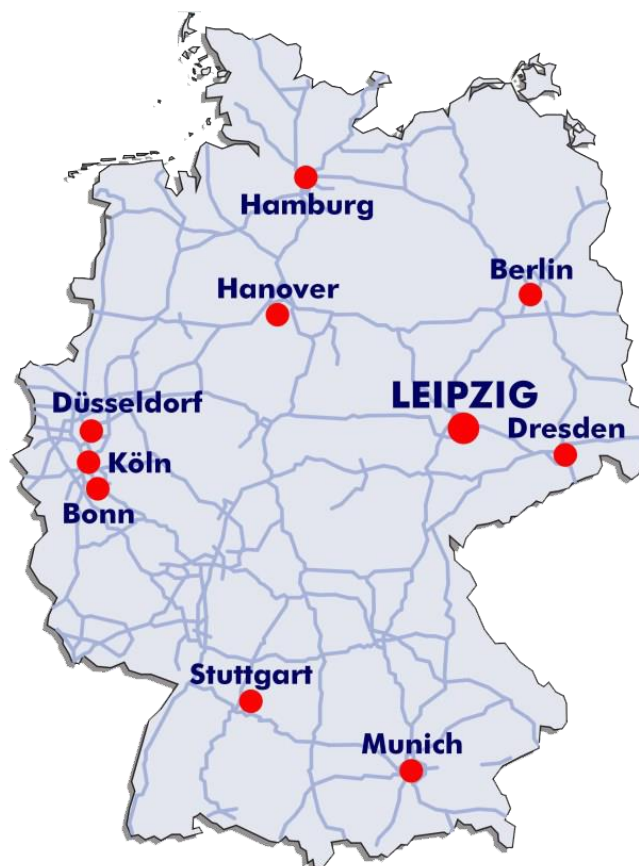 Hamburg
Berlin
Hanover
LEIPZIG
Düsseldorf
Dresden
Köln
Bonn
Stuttgart
Munich